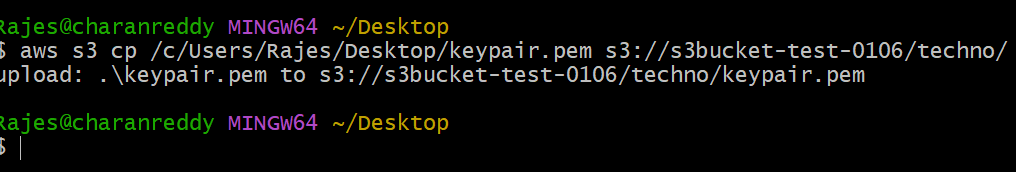 Rajes@charanreddy MINGW64 ~/Desktop
$ aws s3 cp /c/Users/Rajes/Desktop/keypair.pem s3://s3bucket-test-0106/techno/
upload: .\keypair.pem to s3://s3bucket-test-0106/techno/keypair.pem
Rajes@charanreddy MINGW64 ~/Desktop
$